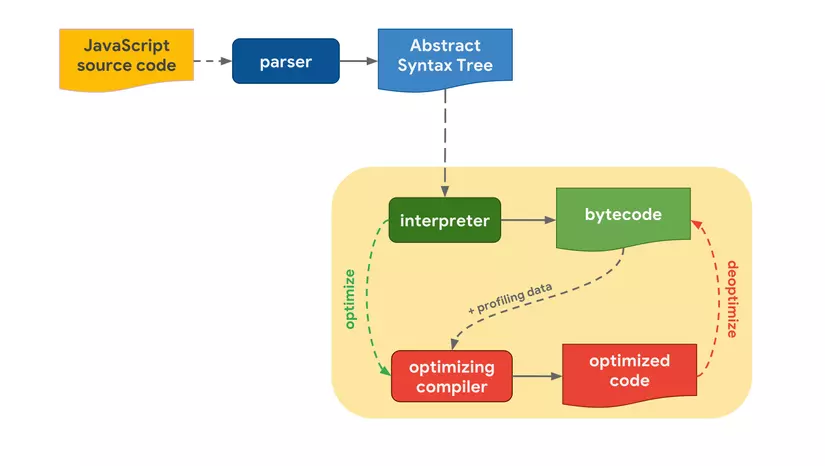 JavaScript
source code
parser
Abstract
Syntax Tree
interpreter
bytecode
optimize
+ profiling data
deoptimize
optimizing
compiler
optimized
code